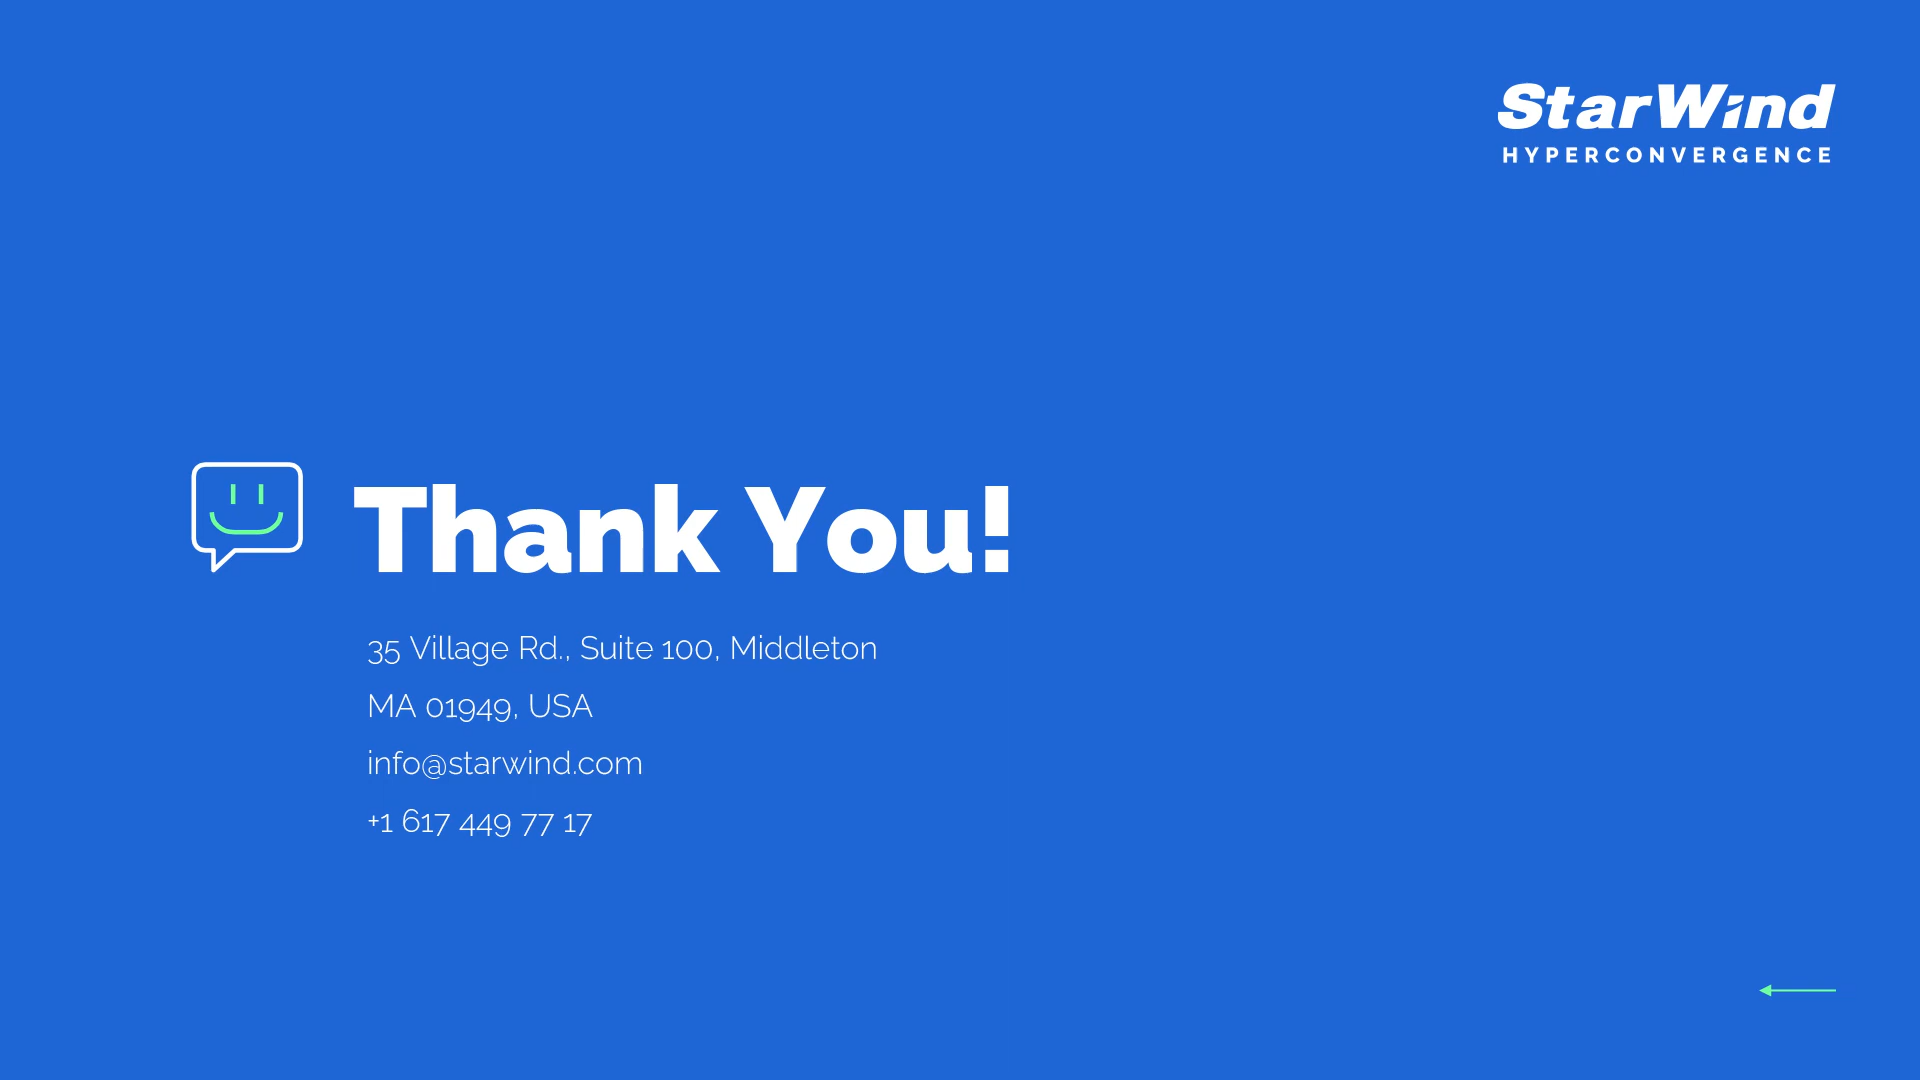 StarWind
HYPERCONVERGENCE
Thank You!
35 Village Rd., Suite 100, Middleton
MA 01949, USA
info@starwind.com
+1 617 449 77 17